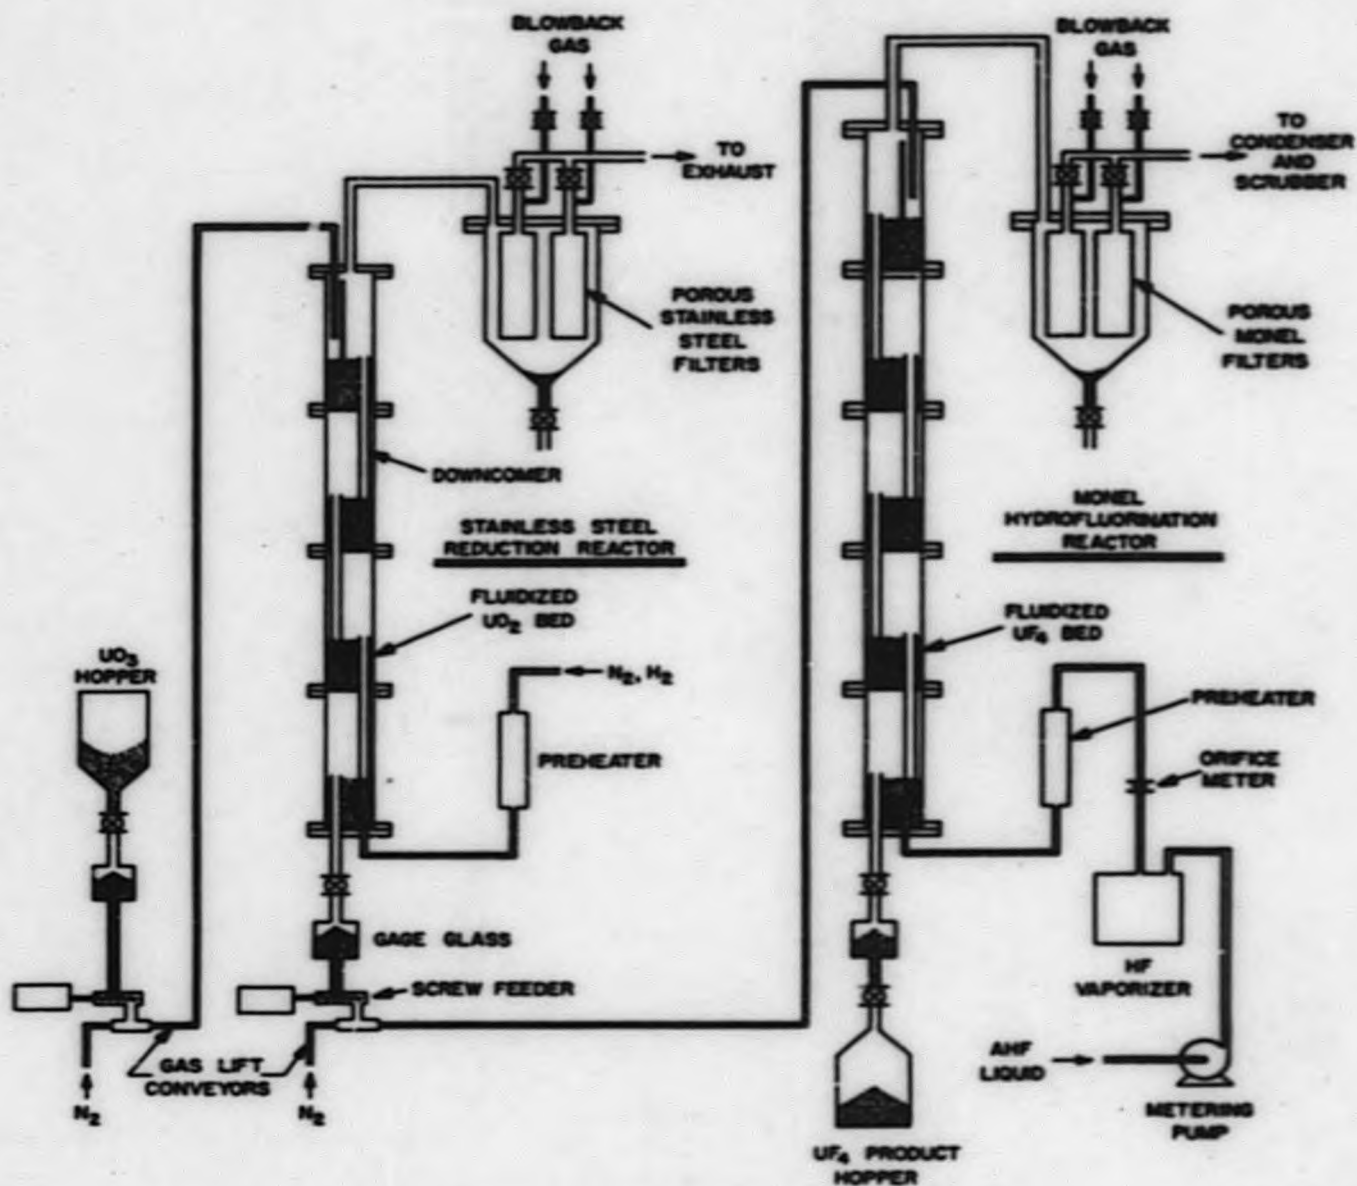 BLOWBACK
GAS
BLOWBACK
GAS
TO
EXHAUST
TO
CONDENSER
AND
SCRUBBER
POROUS
STAINLESS
STEEL
FILTERS
POROUS
MONEL
FILTERS
DOWNCOMER
STAINLESS STEEL
REDUCTION REACTOR
MONEL
HYDROFLUORINATION
REACTOR
FLUIDIZED
UO₂ BED
FLUIDIZED
UF₄ BED
UO₃
HOPPER
N₂, H₂
PREHEATER
PREHEATER
ORIFICE
METER
GAGE GLASS
SCREW FEEDER
HF
VAPORIZER
GAS LIFT
CONVEYORS
N₂
N₂
AHF
LIQUID
METERING
PUMP
UF₄ PRODUCT
HOPPER